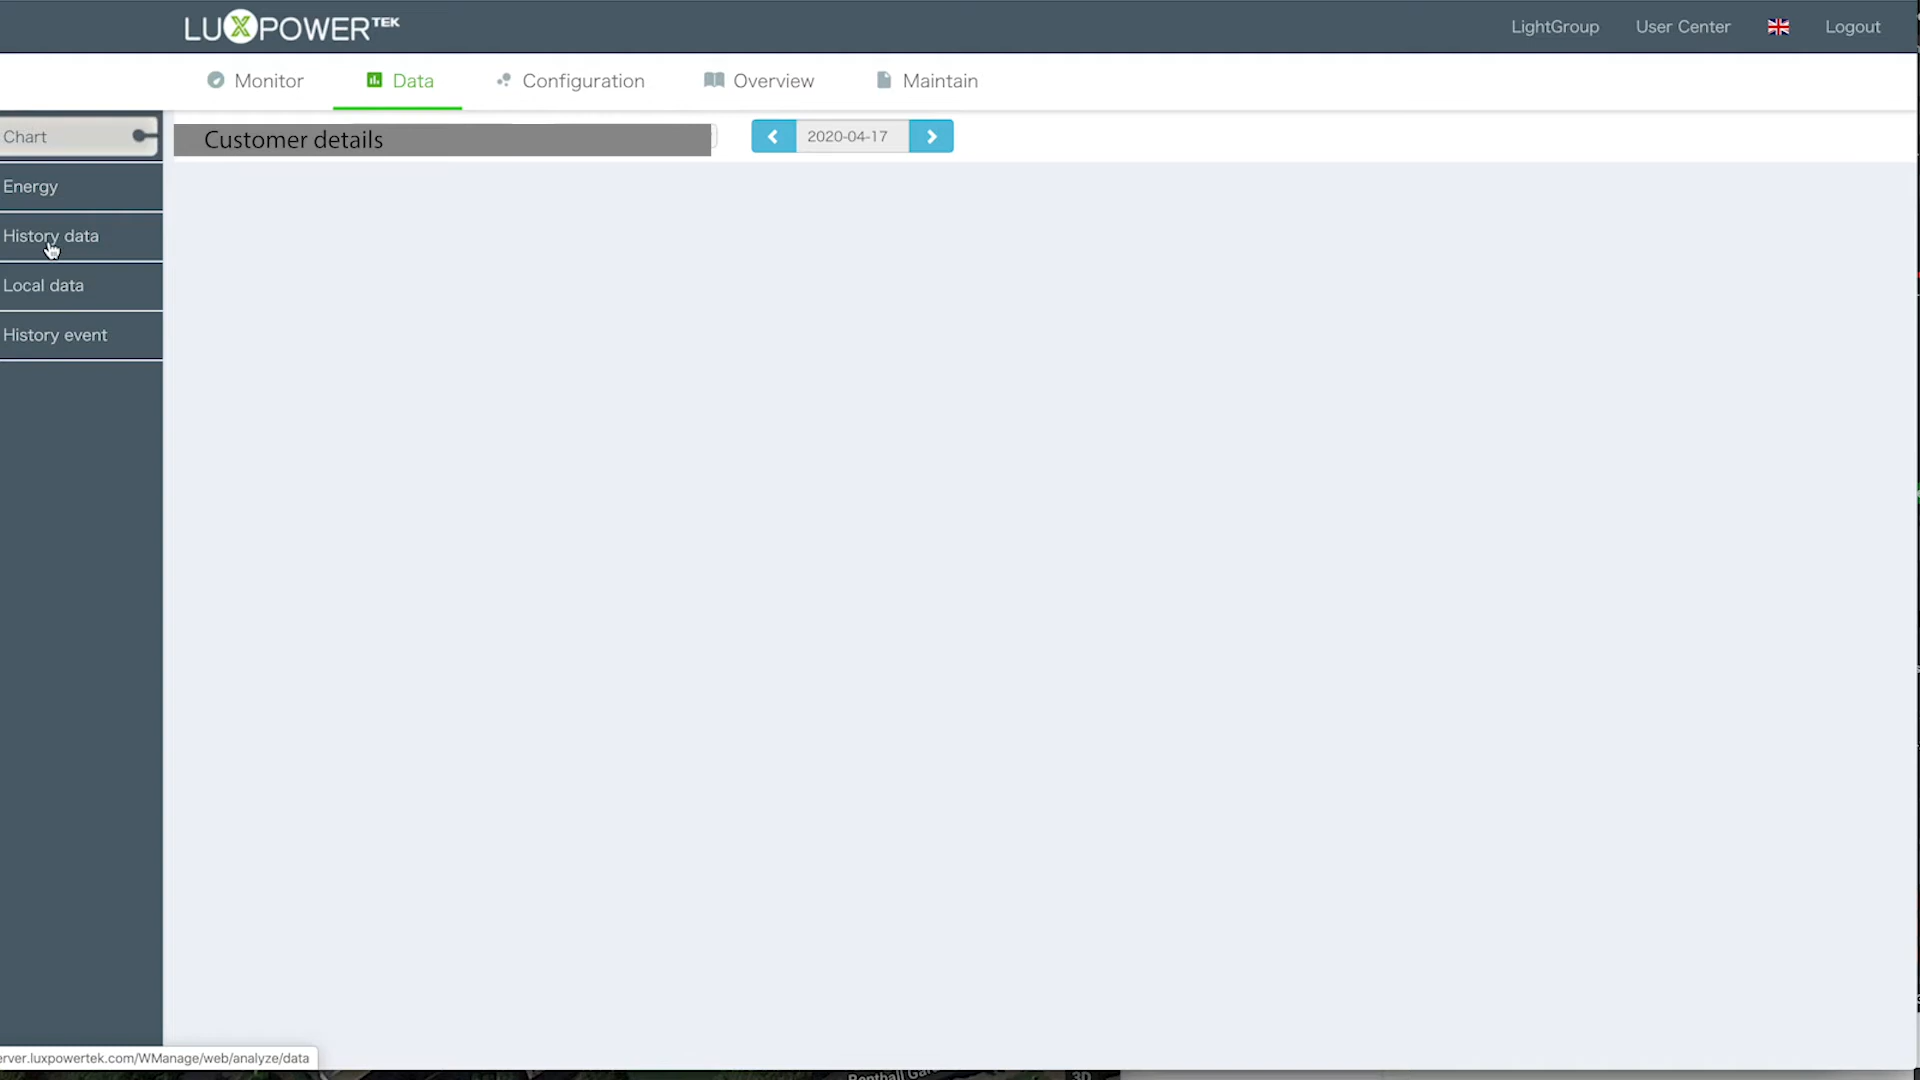 LUXPOWERTEK
LightGroup
User Center
Logout
Monitor
Data
Configuration
Overview
Maintain
Chart
Customer details
2020-04-17
Energy
History data
Local data
History event
erver.luxpowertek.com/WManage/web/analyze/data
3D